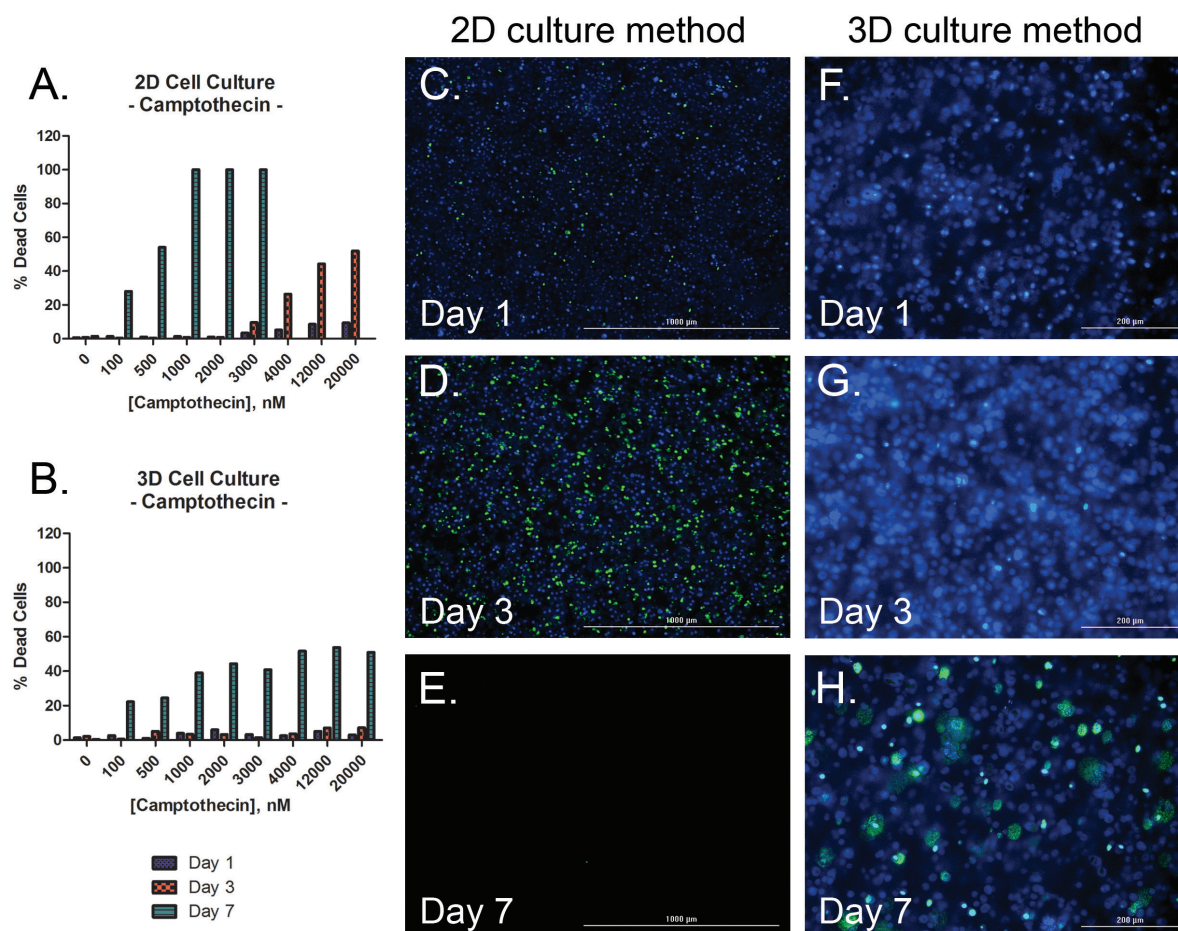 2D culture method
3D culture method
A.
2D Cell Culture
- Camptothecin -
120
100
80
60
40
20
0
% Dead Cells
0
100
500
1000
2000
3000
4000
12000
20000
[Camptothecin], nM
B.
3D Cell Culture
- Camptothecin -
120
100
80
60
40
20
0
% Dead Cells
0
100
500
1000
2000
3000
4000
12000
20000
[Camptothecin], nM
Day 1
Day 3
Day 7
C.
Day 1
1000 µm
D.
Day 3
1000 µm
E.
Day 7
1000 µm
F.
Day 1
200 µm
G.
Day 3
200 µm
H.
Day 7
200 µm